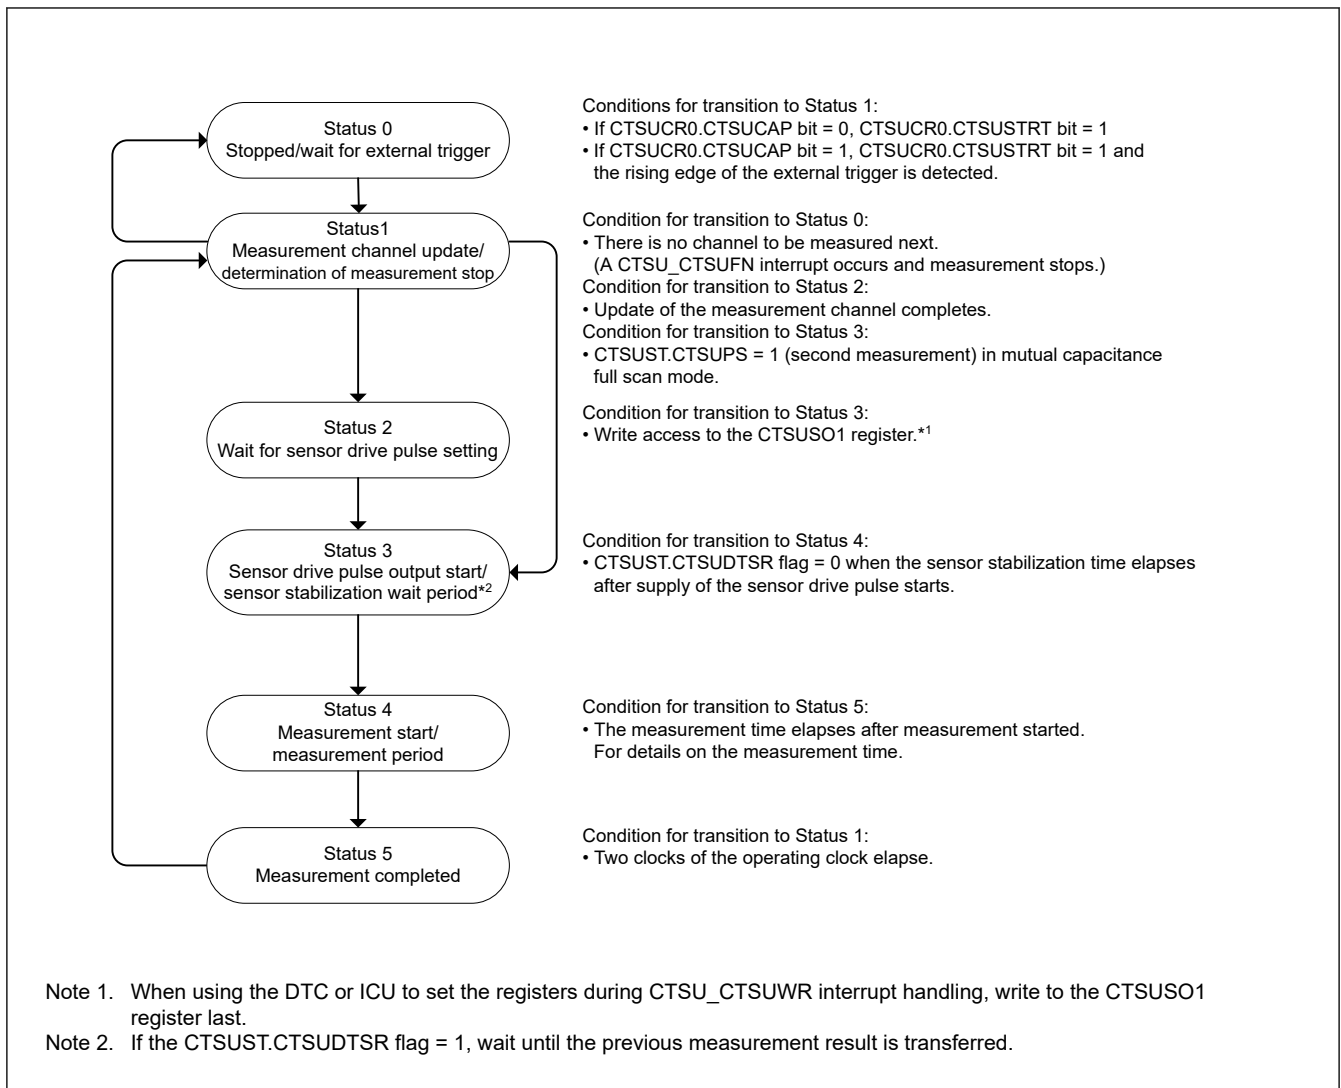 Status 0
Stopped/wait for external trigger
Conditions for transition to Status 1:
• If CTSUCR0.CTSUCAP bit = 0, CTSUCR0.CTSUSTRT bit = 1
• If CTSUCR0.CTSUCAP bit = 1, CTSUCR0.CTSUSTRT bit = 1 and
the rising edge of the external trigger is detected.
Status1
Measurement channel update/
determination of measurement stop
Condition for transition to Status 0:
• There is no channel to be measured next.
(A CTSU_CTSUFN interrupt occurs and measurement stops.)
Condition for transition to Status 2:
• Update of the measurement channel completes.
Condition for transition to Status 3:
• CTSUST.CTSUPS = 1 (second measurement) in mutual capacitance
full scan mode.
Status 2
Wait for sensor drive pulse setting
Condition for transition to Status 3:
• Write access to the CTSUSO1 register.*1
Status 3
Sensor drive pulse output start/
sensor stabilization wait period*2
Condition for transition to Status 4:
• CTSUST.CTSUDTSR flag = 0 when the sensor stabilization time elapses
after supply of the sensor drive pulse starts.
Status 4
Measurement start/
measurement period
Condition for transition to Status 5:
• The measurement time elapses after measurement started.
For details on the measurement time.
Status 5
Measurement completed
Condition for transition to Status 1:
• Two clocks of the operating clock elapse.
Note 1. When using the DTC or ICU to set the registers during CTSU_CTSUWR interrupt handling, write to the CTSUSO1
register last.
Note 2. If the CTSUST.CTSUDTSR flag = 1, wait until the previous measurement result is transferred.